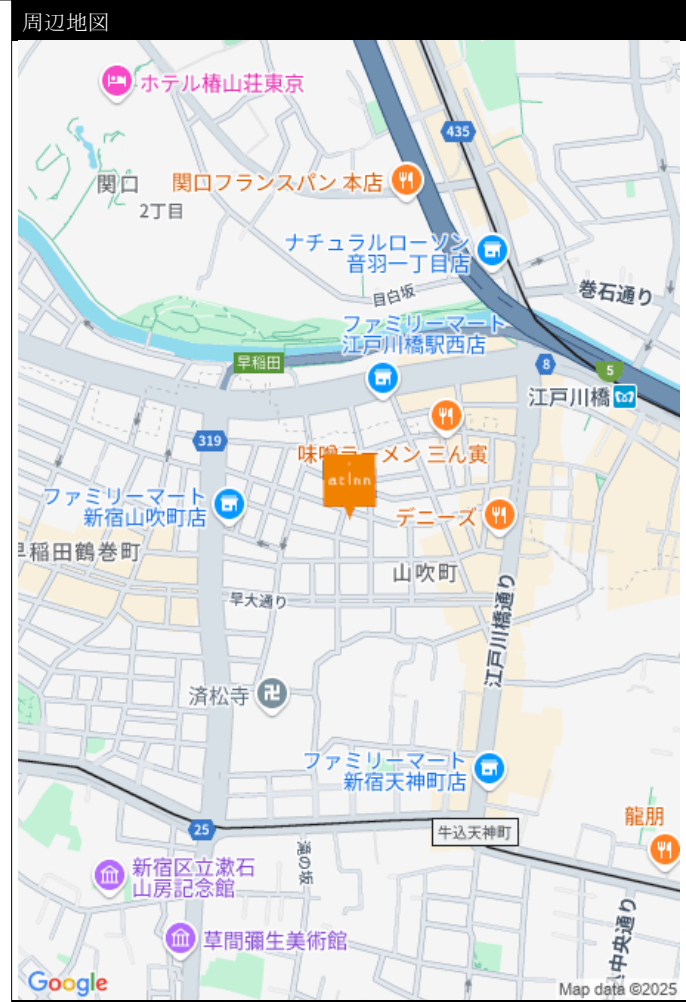 周辺地図
ホテル椿山荘東京
435
関口
2丁目
関口フランスパン 本店
ナチュラルローソン
音羽一丁目店
目白坂
巻石通り
ファミリーマート
江戸川橋駅西店
早稲田
8
5
江戸川橋
319
味噌ラーメン 三ん寅
at Inn
ファミリーマート
新宿山吹町店
デニーズ
早稲田鶴巻町
山吹町
早大通り
江戸川橋通り
済松寺
ファミリーマート
新宿天神町店
龍朋
25
牛込天神町
新宿区立漱石
山房記念館
草間彌生美術館
中央通り
Google
Map data ©2025